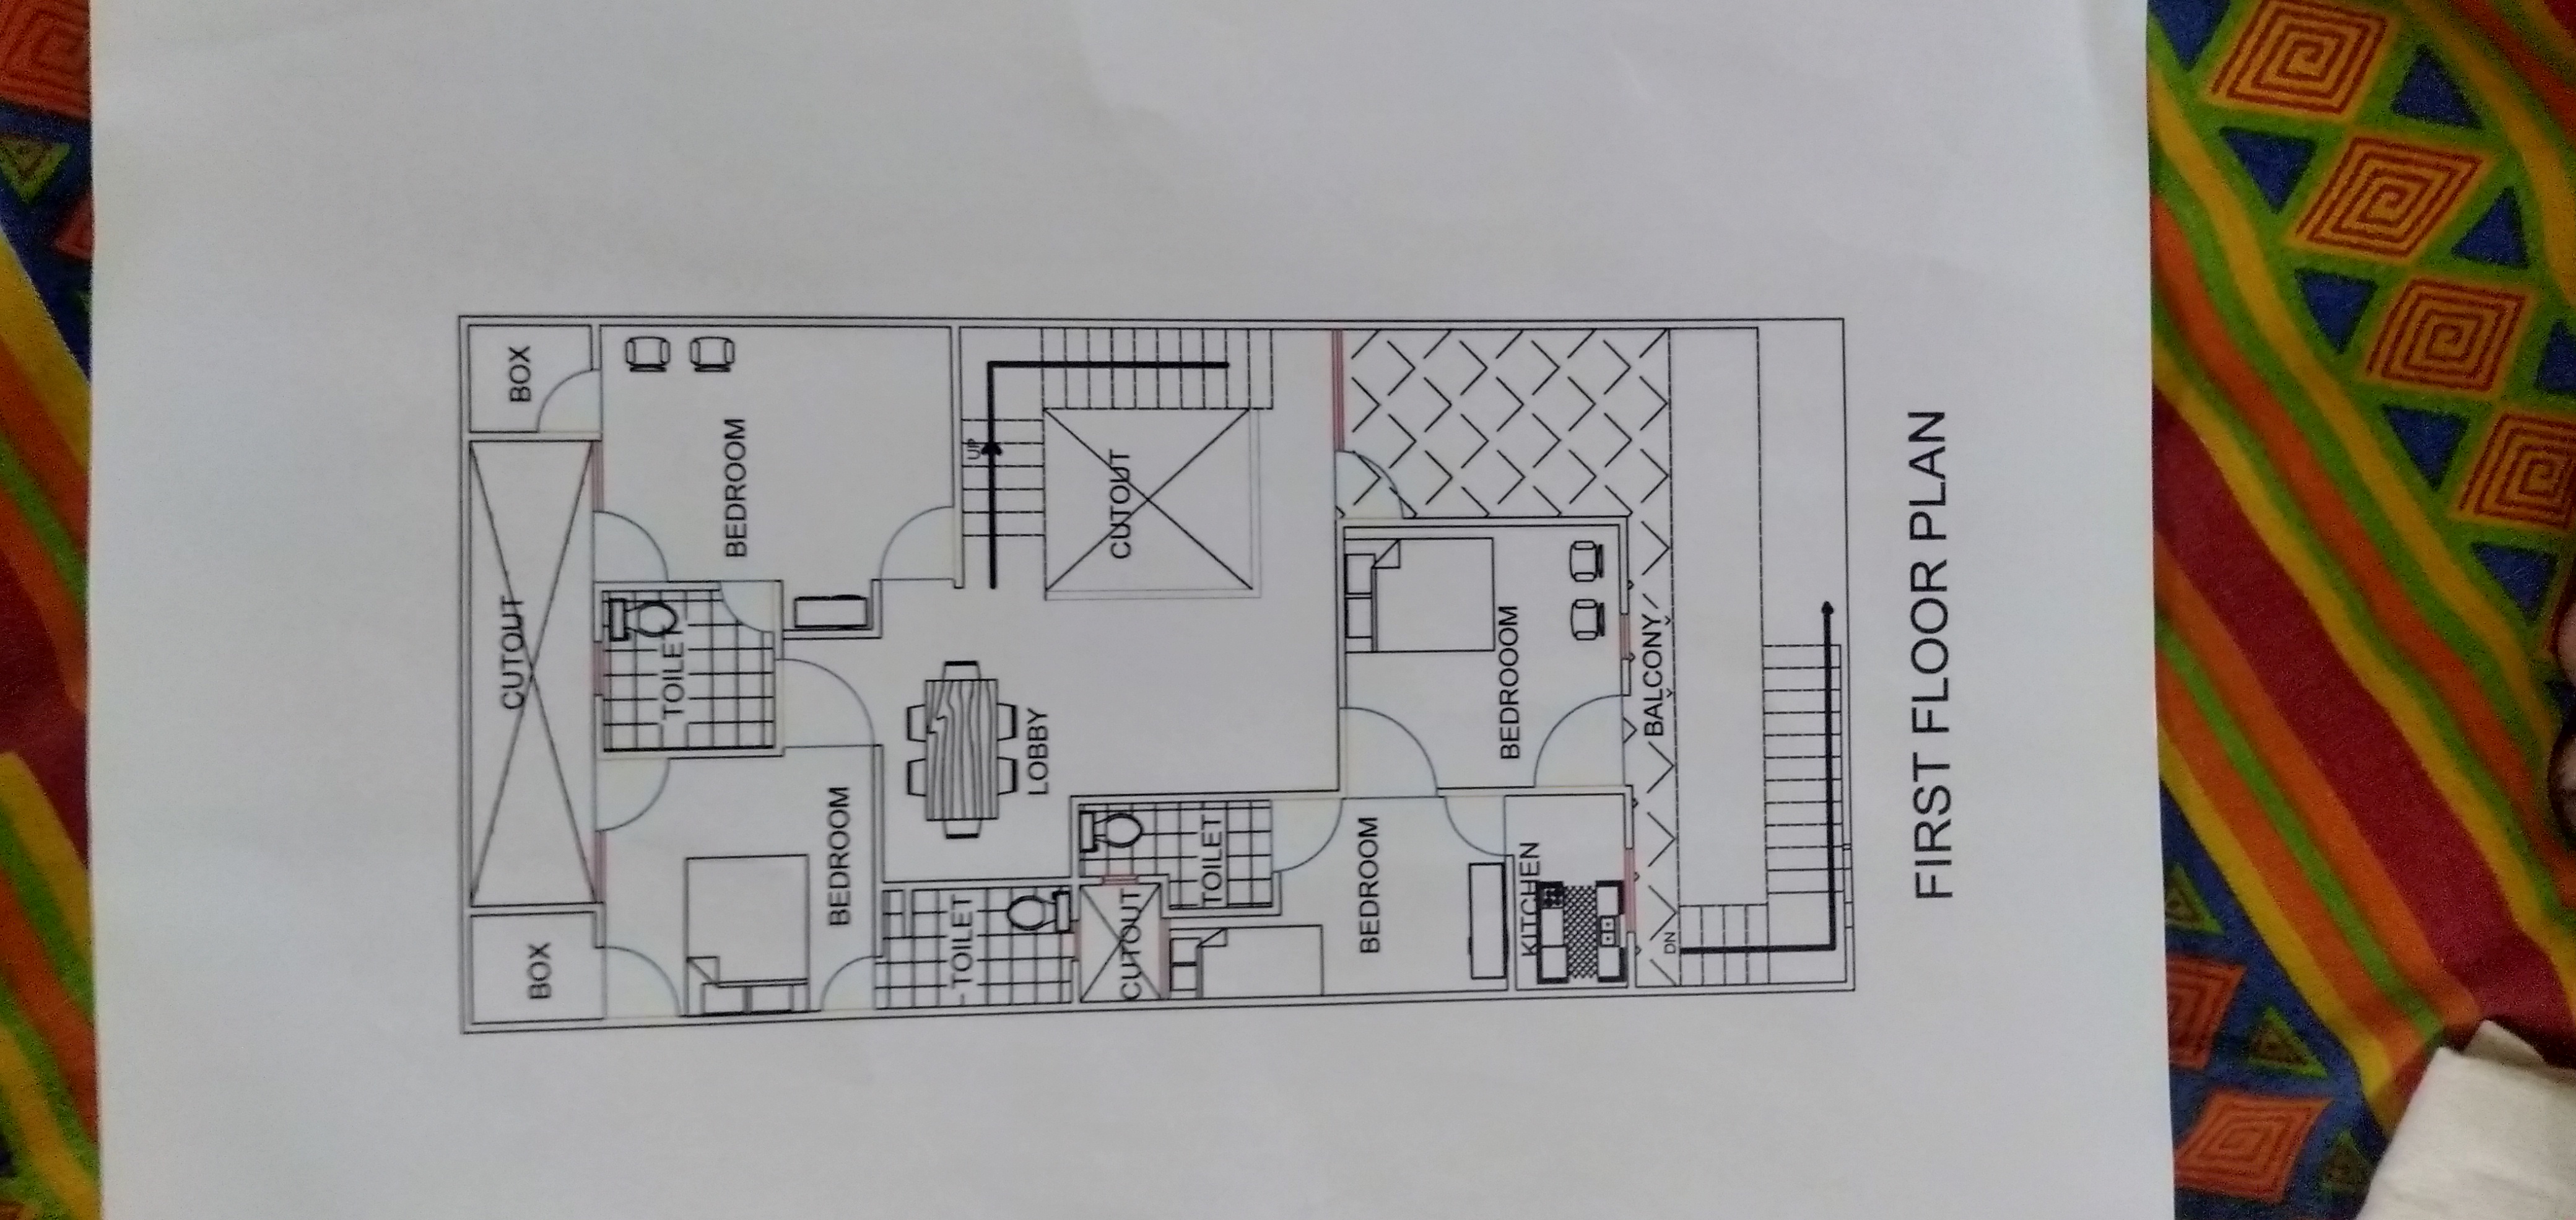 BOX
CUTOUT
BOX
TOILET
BEDROOM
BEDROOM
TOILET
UP
LOBBY
CUTOUT
CUTOUT
TOILET
BEDROOM
BEDROOOM
KITCHEN
BALCONY
DN
FIRST FLOOR PLAN